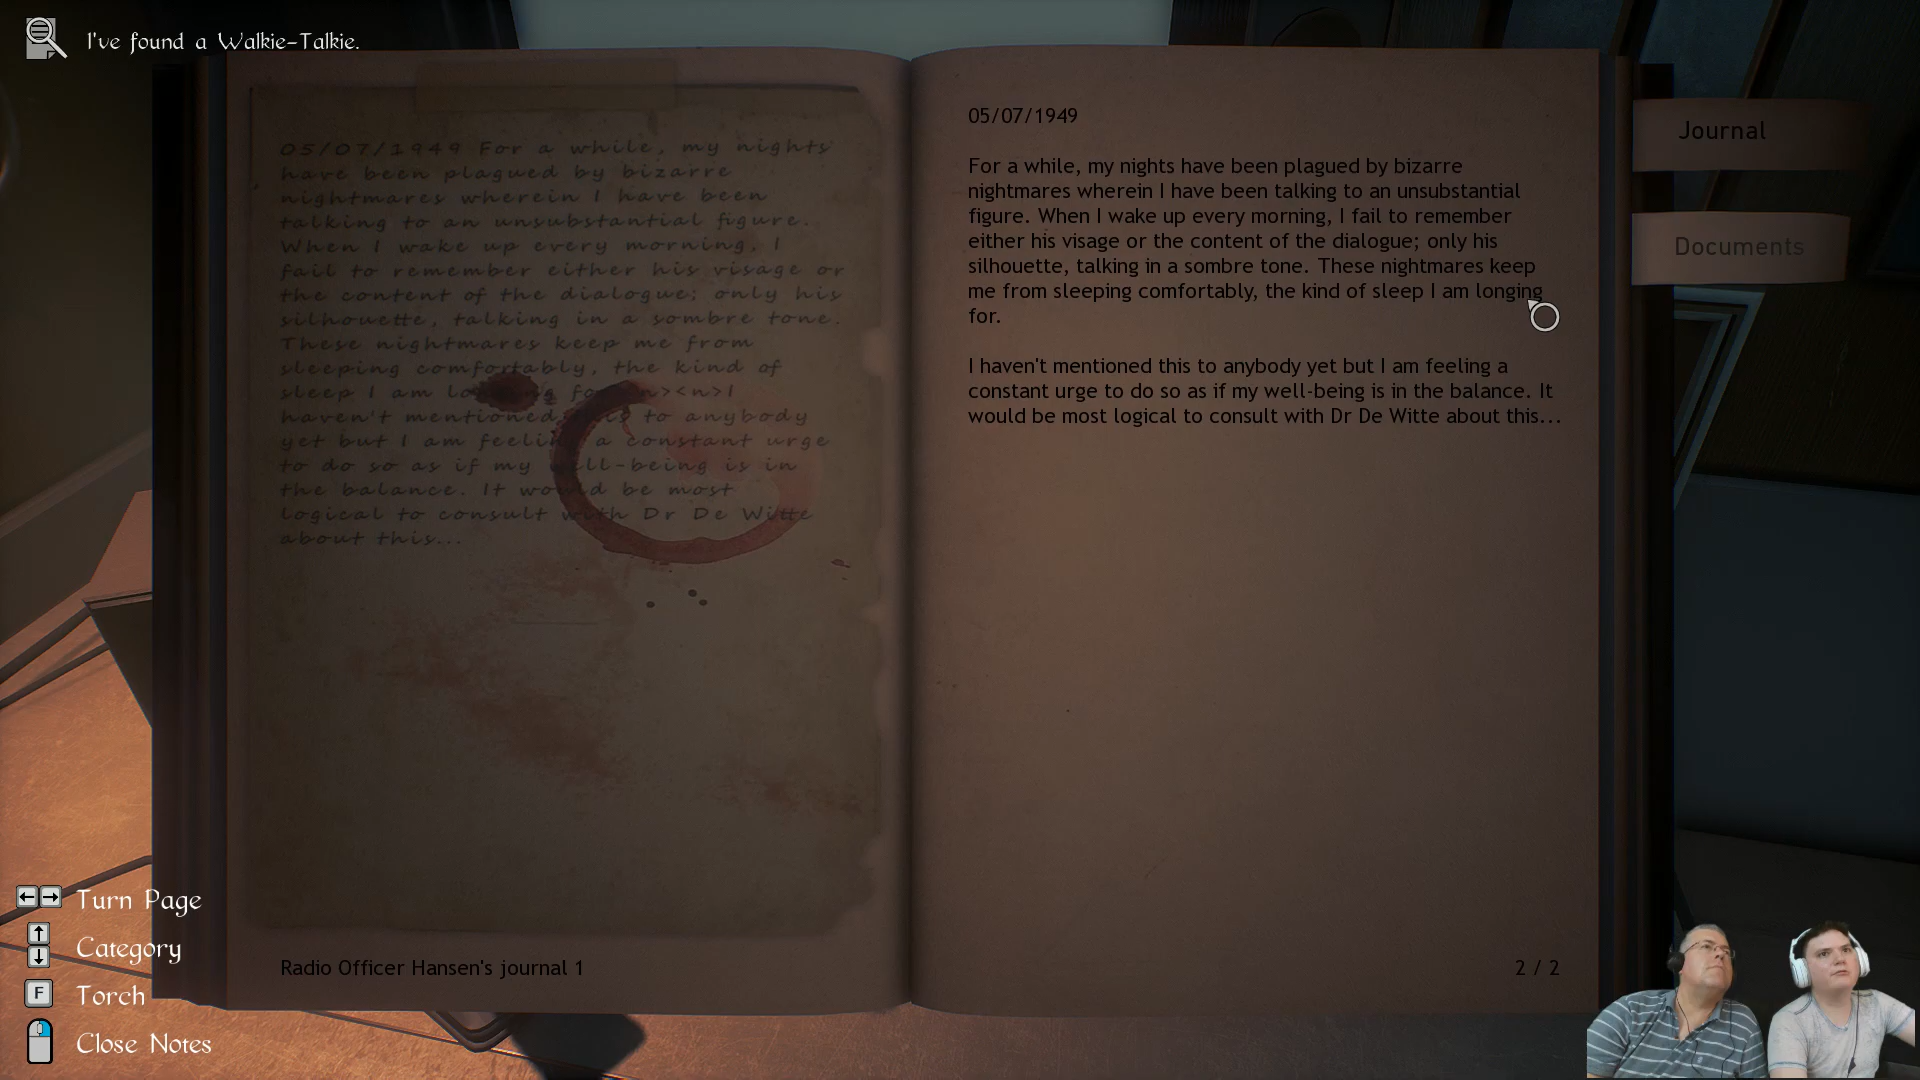 I've found a Walkie-Talkie.
05/07/1949 For a while, my nights
have been plagued by bizarre
nightmares wherein I have been
talking to an unsubstantial figure.
When I wake up every morning, I
fail to remember either his visage or
the content of the dialogue; only his
silhouette, talking in a sombre tone.
These nightmares keep me from
sleeping comfortably, the kind of
sleep I am longing for. n><n>I
haven't mentioned this to anybody
yet but I am feeling a constant urge
to do so as if my well-being is in
the balance. It would be most
logical to consult with Dr De Witte
about this...
Radio Officer Hansen's journal 1
05/07/1949
For a while, my nights have been plagued by bizarre
nightmares wherein I have been talking to an unsubstantial
figure. When I wake up every morning, I fail to remember
either his visage or the content of the dialogue; only his
silhouette, talking in a sombre tone. These nightmares keep
me from sleeping comfortably, the kind of sleep I am longing
for.
I haven't mentioned this to anybody yet but I am feeling a
constant urge to do so as if my well-being is in the balance. It
would be most logical to consult with Dr De Witte about this...
2 / 2
Journal
Documents
Turn Page
Category
F Torch
Close Notes